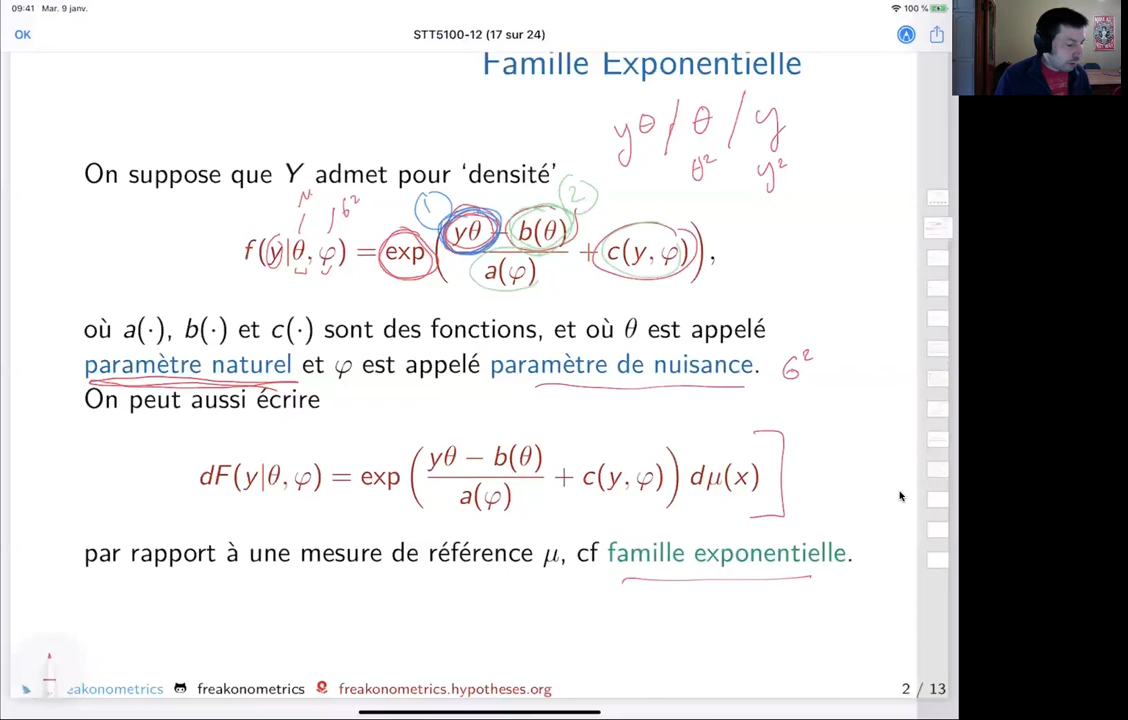 09:41 Mar. 9 janv.
100 %
OK
STT5100-12 (17 sur 24)
Famille Exponentielle
yθ / θ / y
θ² y²
On suppose que Y admet pour ‘densité’
μ σ²
1 2
f(y|θ, φ) = exp ( (yθ − b(θ)) / a(φ) + c(y, φ) ) ,
où a(·), b(·) et c(·) sont des fonctions, et où θ est appelé
paramètre naturel et φ est appelé paramètre de nuisance. σ²
On peut aussi écrire
dF(y|θ, φ) = exp ( (yθ − b(θ)) / a(φ) + c(y, φ) ) dμ(x)
par rapport à une mesure de référence μ, cf famille exponentielle.
eakonometrics freakonometrics freakonometrics.hypotheses.org 2 / 13